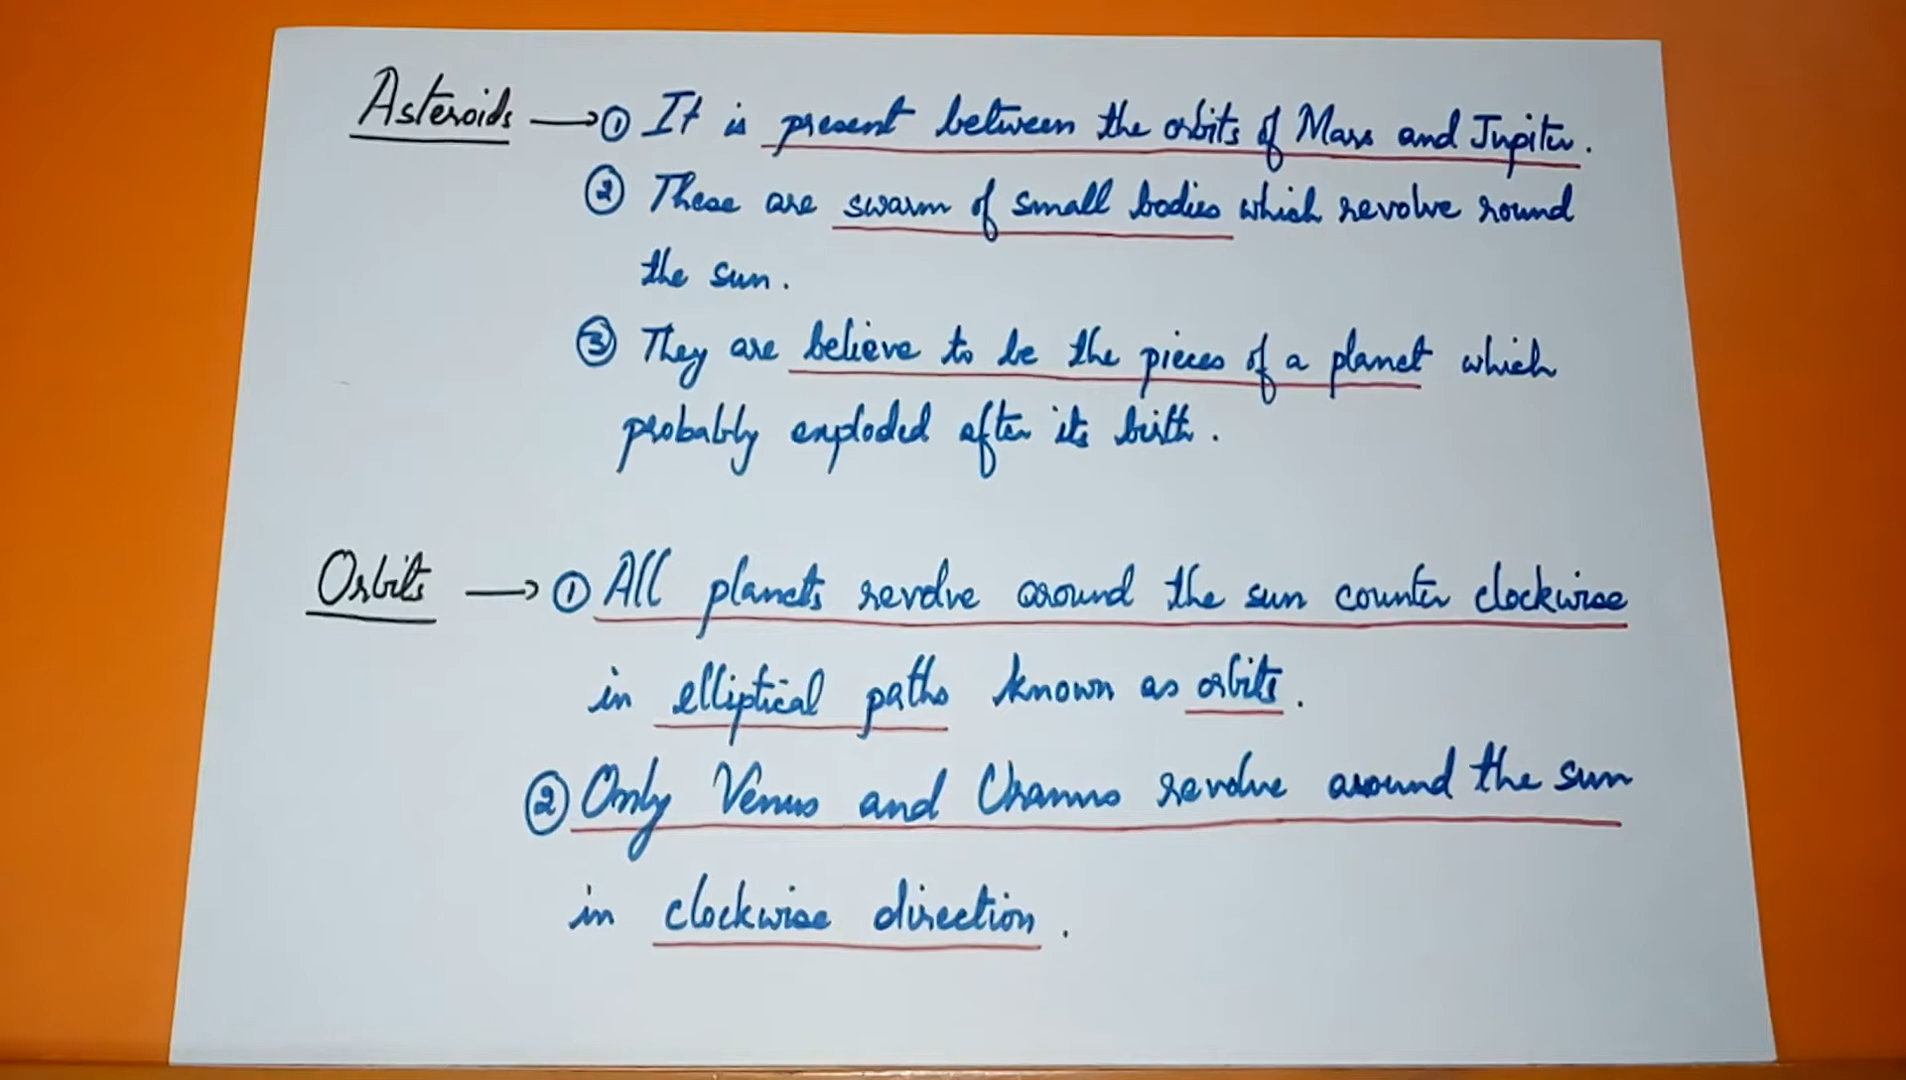 Asteroids → ① It is present between the orbits of Mars and Jupiter.
② These are swarm of small bodies which revolve round
the sun.
③ They are believe to be the pieces of a planet which
probably exploded after its birth.
Orbits → ① All planets revolve around the sun counter clockwise
in elliptical paths known as orbits.
② Only Venus and Uranus revolve around the sun
in clockwise direction.